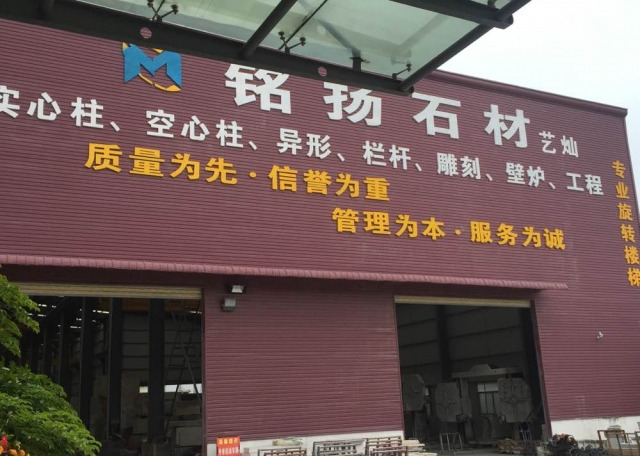 M
铭扬石材艺灿
实心柱、空心柱、异形、栏杆、雕刻、壁炉、工程
质量为先·信誉为重
管理为本·服务为诚
专业旋转楼梯